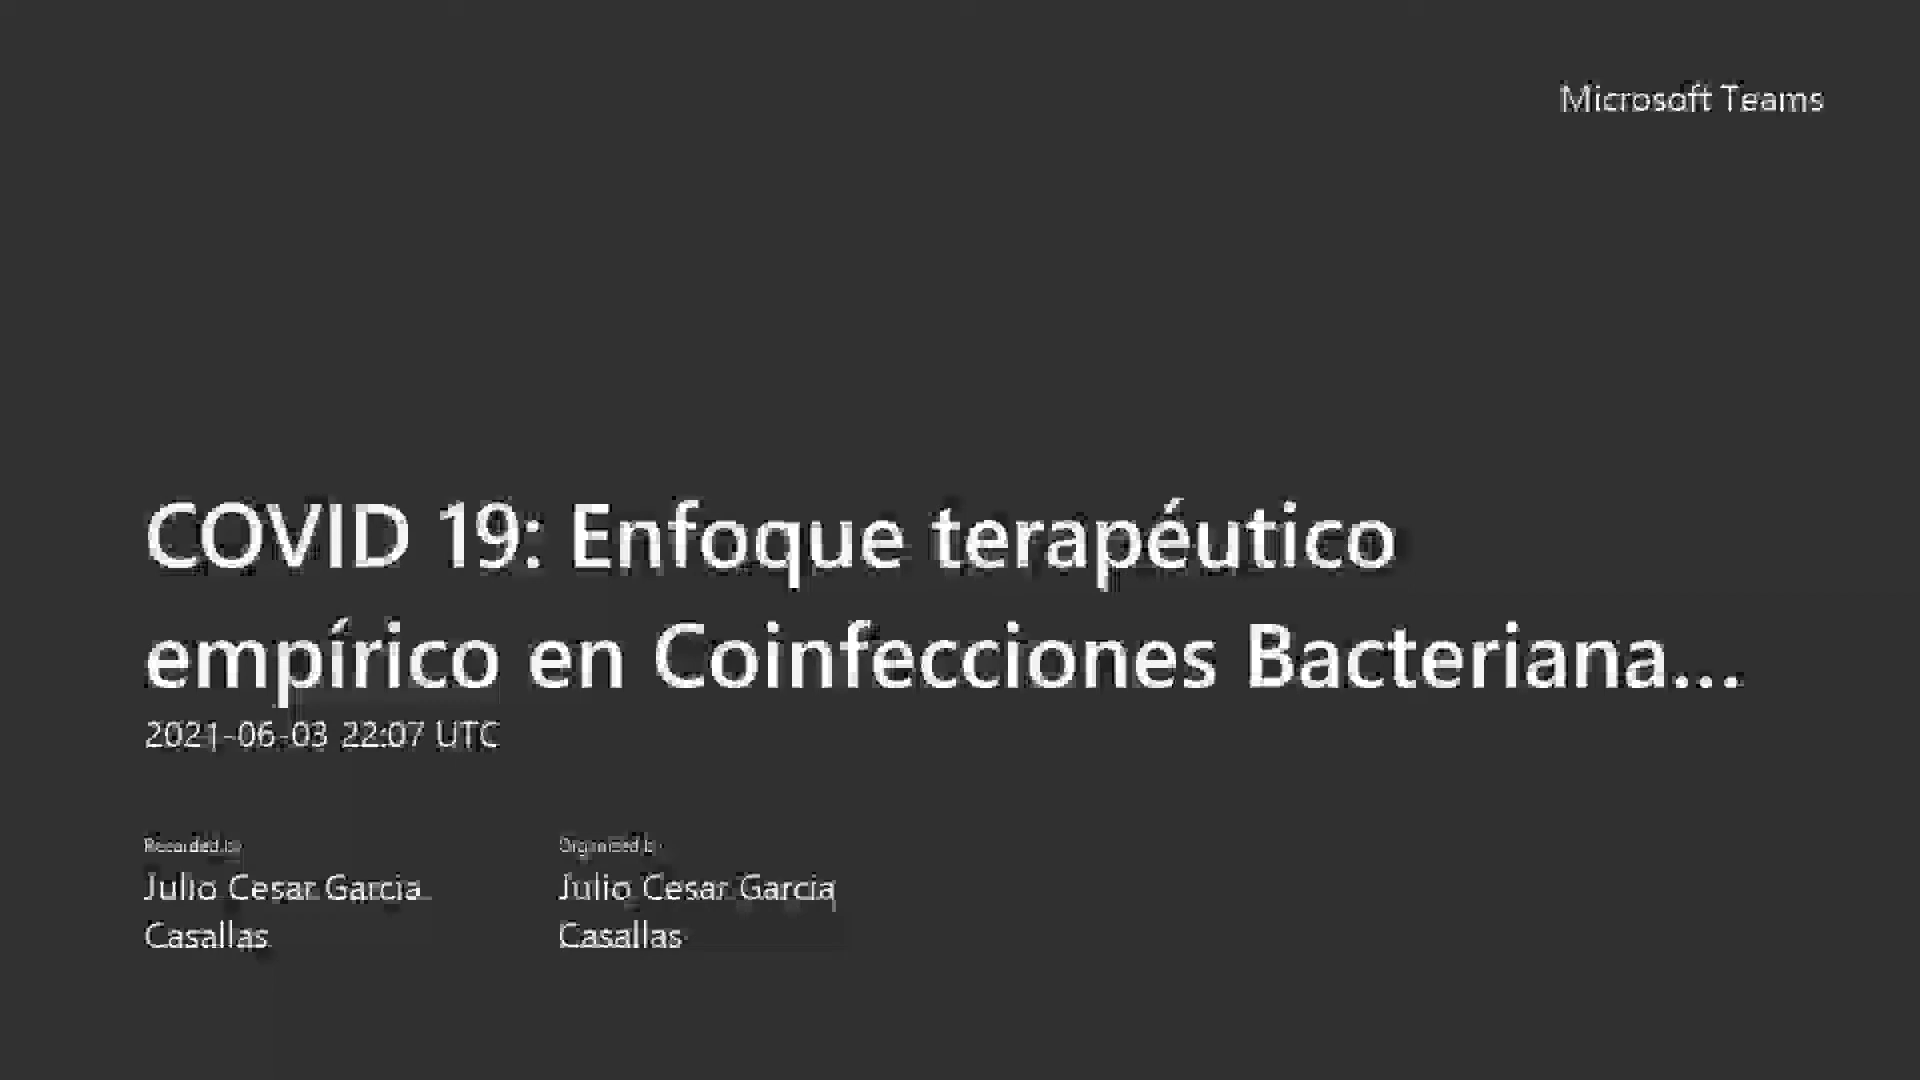 Microsoft Teams
COVID 19: Enfoque terapéutico
empírico en Coinfecciones Bacteriana...
2021-06-03 22:07 UTC
Recorded by
Organized by
Julio Cesar Garcia
Julio Cesar Garcia
Casallas
Casallas